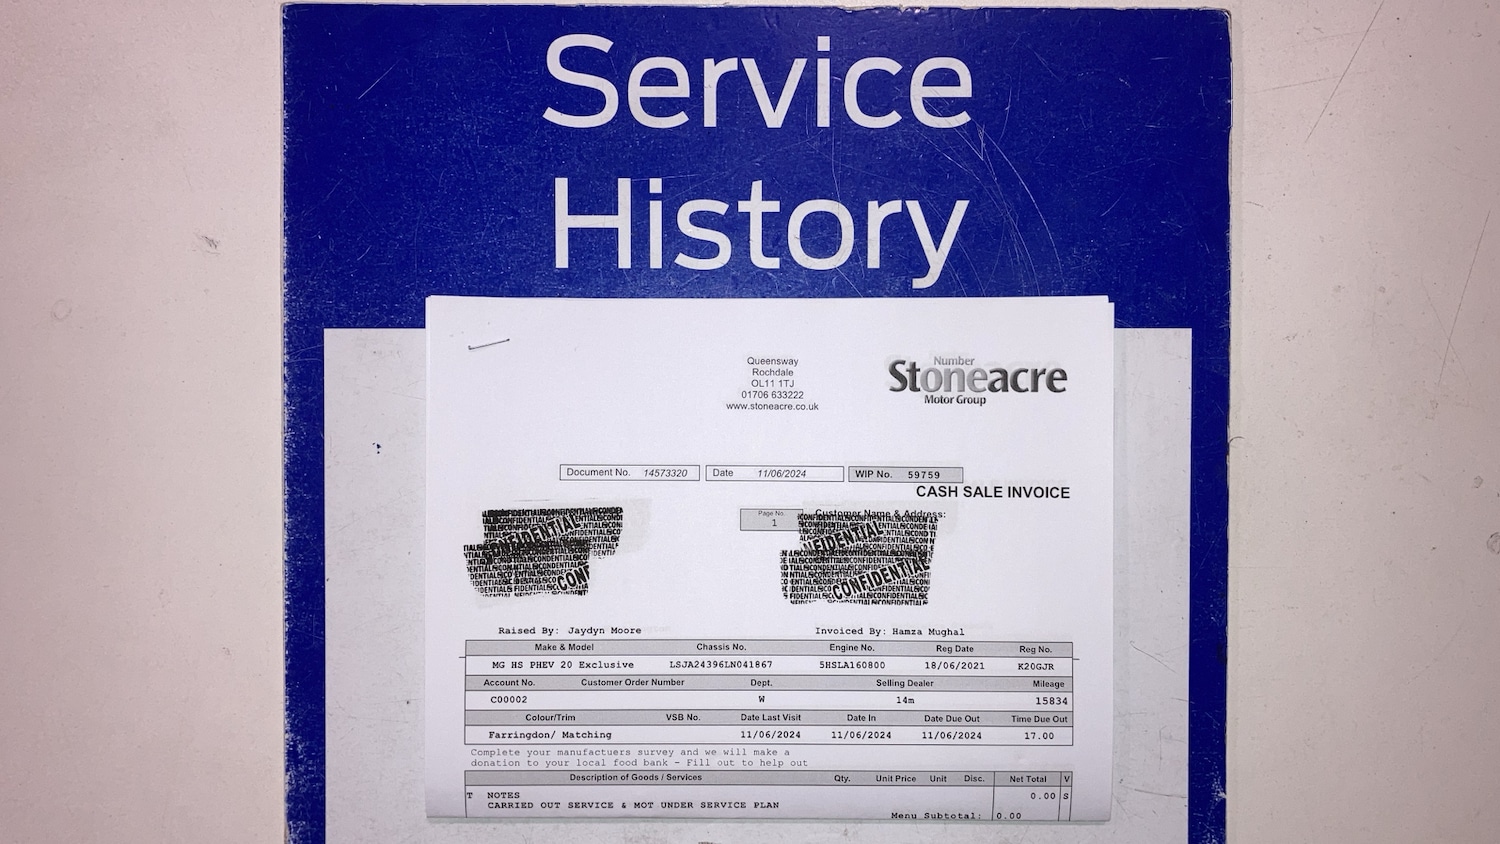 Service
History
Queensway
Rochdale
OL11 1TJ
01706 633222
www.stoneacre.co.uk
Number
Stoneacre
Motor Group
Document No. 14573320 Date 11/06/2024 WIP No. 59759
CASH SALE INVOICE
Page No.
1
Customer Name & Address:
CONFIDENTIAL
CONFIDENTIAL
Raised By: Jaydyn Moore Invoiced By: Hamza Mughal
Make & Model Chassis No. Engine No. Reg Date Reg No.
MG HS PHEV 20 Exclusive LSJA24396LN041867 5HSLA160800 18/06/2021 K20GJR
Account No. Customer Order Number Dept. Selling Dealer Mileage
C00002 W 14m 15834
Colour/Trim VSB No. Date Last Visit Date In Date Due Out Time Due Out
Farringdon/ Matching 11/06/2024 11/06/2024 11/06/2024 17.00
Complete your manufactuers survey and we will make a
donation to your local food bank - Fill out to help out
Description of Goods / Services Qty. Unit Price Unit Disc. Net Total V
T NOTES 0.00 S
CARRIED OUT SERVICE & MOT UNDER SERVICE PLAN
Menu Subtotal: 0.00